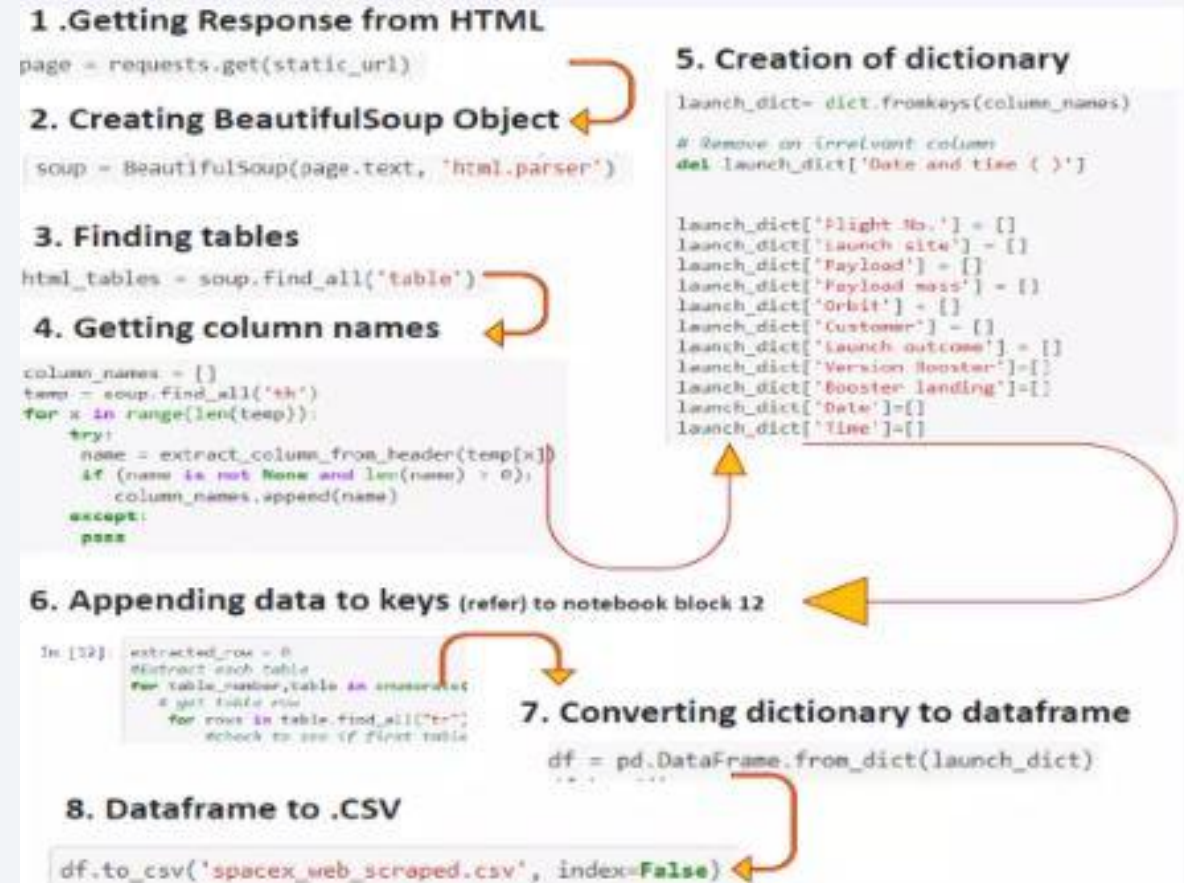 1 .Getting Response from HTML
page = requests.get(static_url)
2. Creating BeautifulSoup Object
soup = BeautifulSoup(page.text, 'html.parser')
3. Finding tables
html_tables = soup.find_all('table')
4. Getting column names
column_names = []
temp = soup.find_all('th')
for x in range(len(temp)):
try:
name = extract_column_from_header(temp[x])
if (name is not None and len(name) > 0):
column_names.append(name)
except:
pass
5. Creation of dictionary
launch_dict= dict.fromkeys(column_names)
# Remove an irrelvant column
del launch_dict['Date and time ( )']
launch_dict['Flight No.'] = []
launch_dict['Launch site'] = []
launch_dict['Payload'] = []
launch_dict['Payload mass'] = []
launch_dict['Orbit'] = []
launch_dict['Customer'] = []
launch_dict['Launch outcome'] = []
launch_dict['Version Booster']=[]
launch_dict['Booster landing']=[]
launch_dict['Date']=[]
launch_dict['Time']=[]
6. Appending data to keys (refer) to notebook block 12
In [12]: extracted_row = 0
#Extract each table
for table_number,table in enumerate(
# get table row
for rows in table.find_all("tr")
#check to see if first table
7. Converting dictionary to dataframe
df = pd.DataFrame.from_dict(launch_dict)
8. Dataframe to .CSV
df.to_csv('spacex_web_scraped.csv', index=False)